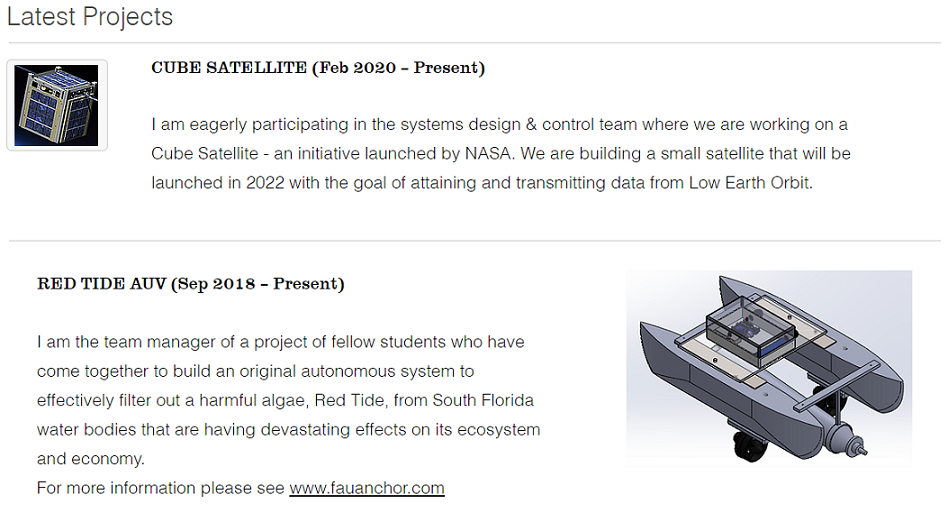 Latest Projects
CUBE SATELLITE (Feb 2020 – Present)
I am eagerly participating in the systems design & control team where we are working on a
Cube Satellite - an initiative launched by NASA. We are building a small satellite that will be
launched in 2022 with the goal of attaining and transmitting data from Low Earth Orbit.
RED TIDE AUV (Sep 2018 – Present)
I am the team manager of a project of fellow students who have
come together to build an original autonomous system to
effectively filter out a harmful algae, Red Tide, from South Florida
water bodies that are having devastating effects on its ecosystem
and economy.
For more information please see www.fauanchor.com